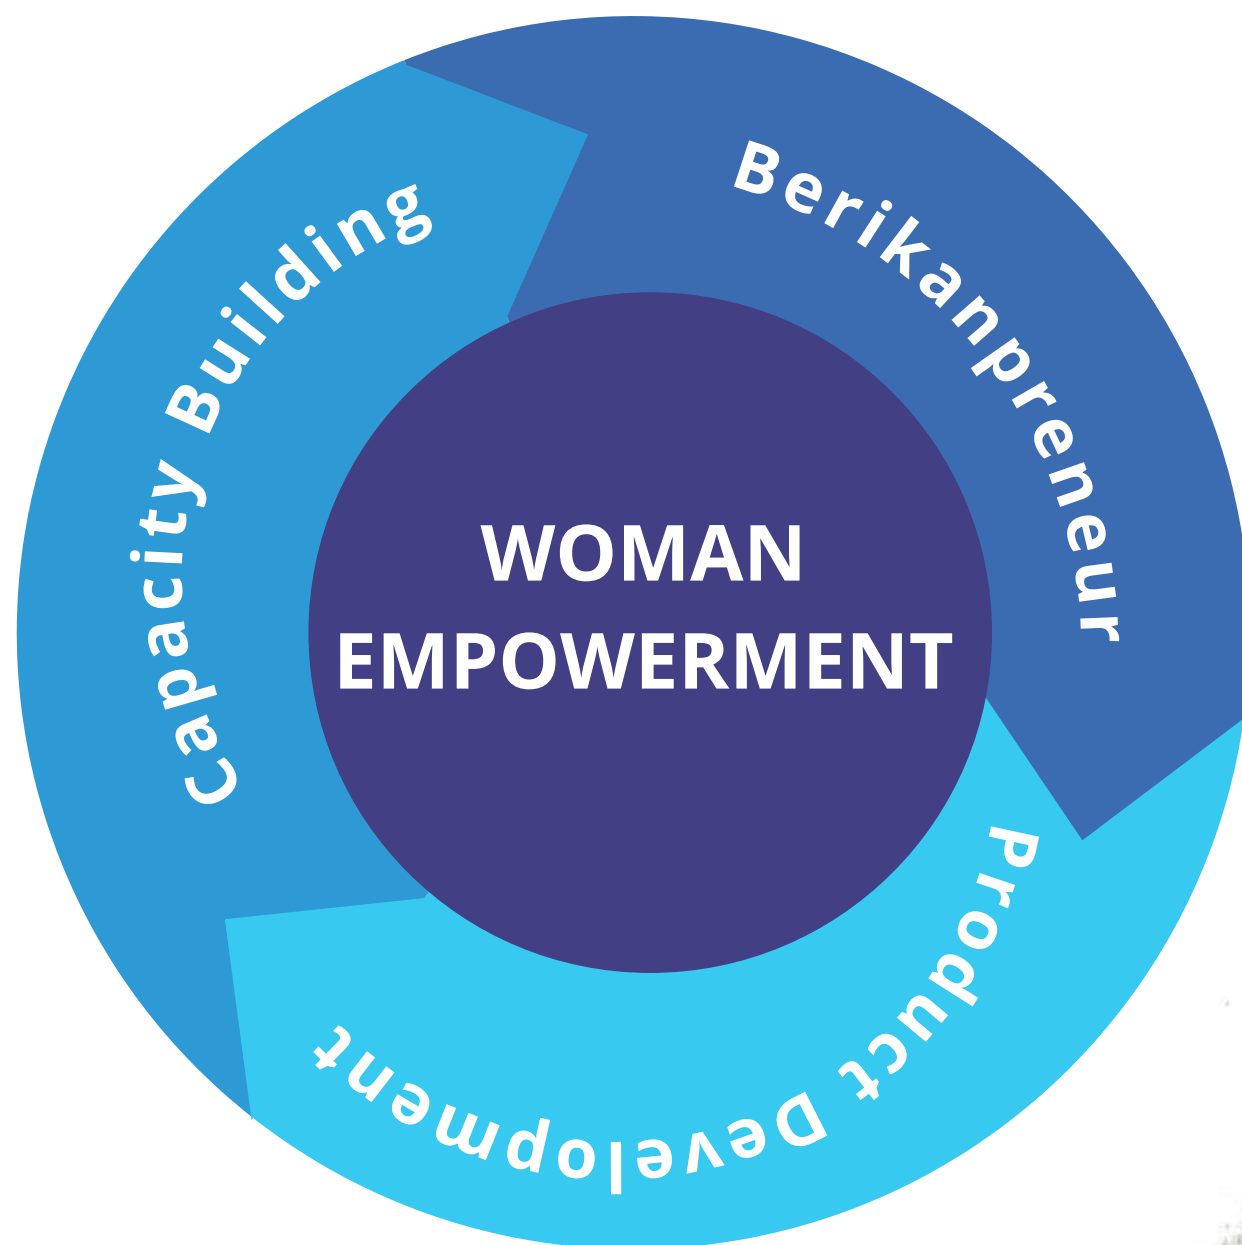 Capacity Building
Berikanpreneur
WOMAN
EMPOWERMENT
Product Development